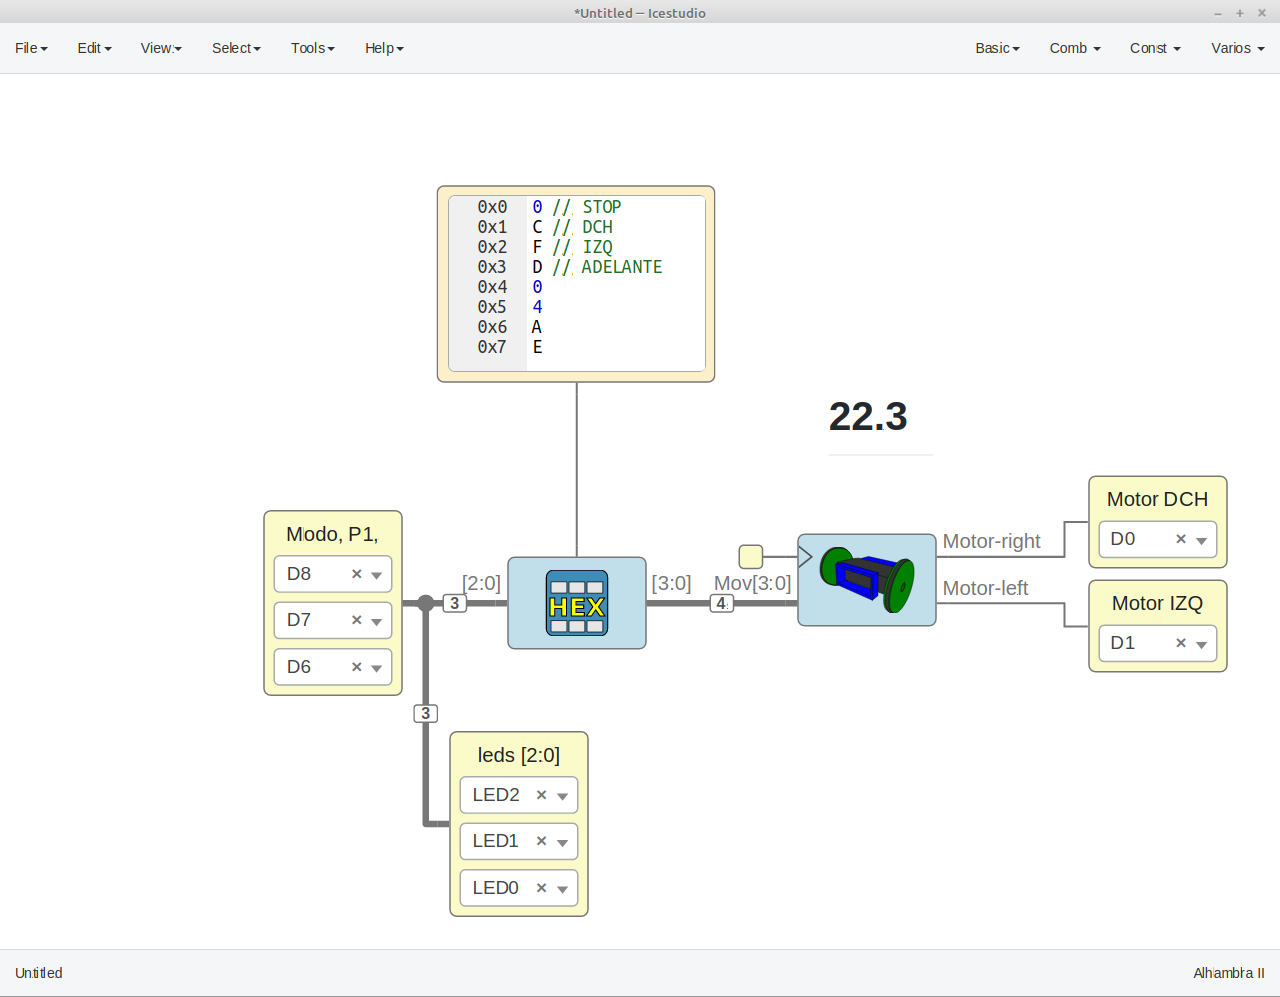 *Untitled – Icestudio
File Edit View Select Tools Help Basic Comb Const Varios
0x0 0 // STOP
0x1 C // DCH
0x2 F // IZQ
0x3 D // ADELANTE
0x4 0
0x5 4
0x6 A
0x7 E
22.3
Modo, P1,
D8
D7
D6
[2:0]
3
HEX
[3:0]
Mov[3:0]
4
Motor-right
Motor-left
Motor DCH
D0
Motor IZQ
D1
3
leds [2:0]
LED2
LED1
LED0
Untitled
Alhambra II